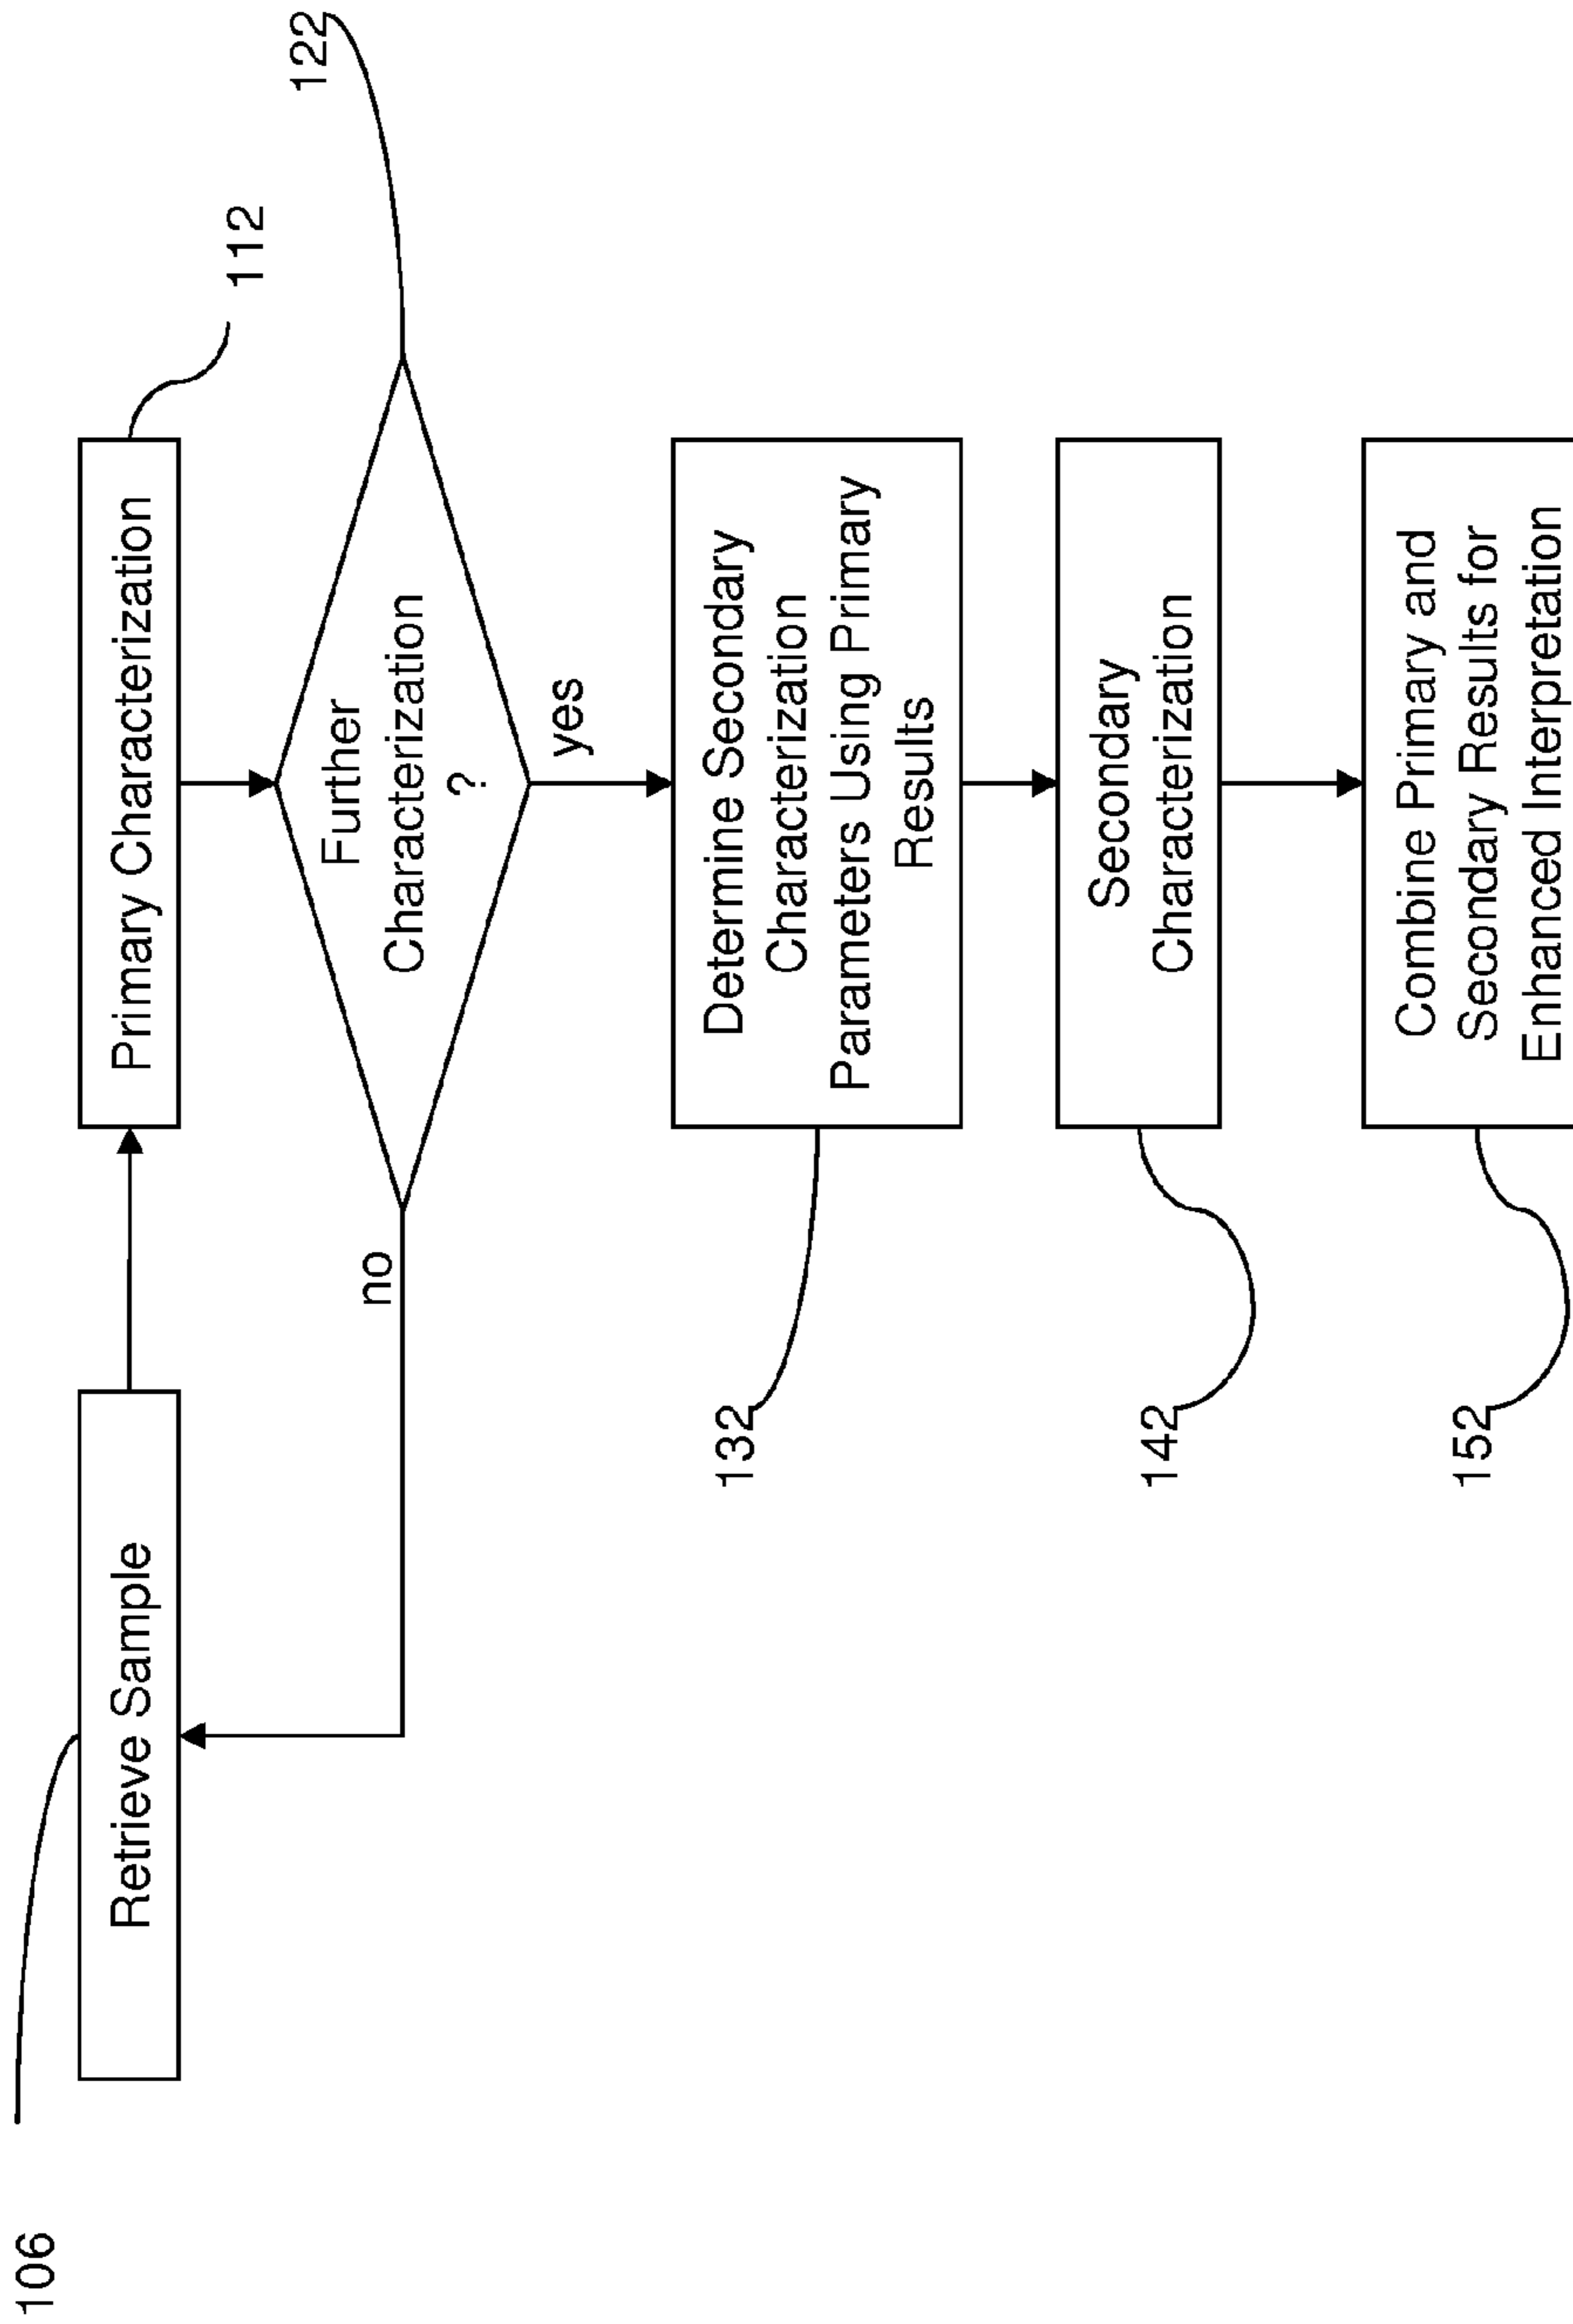 106
Retrieve Sample
Primary Characterization
112
122
Further
Characterization
?
no
yes
132
Determine Secondary
Characterization
Parameters Using Primary
Results
142
Secondary
Characterization
152
Combine Primary and
Secondary Results for
Enhanced Interpretation